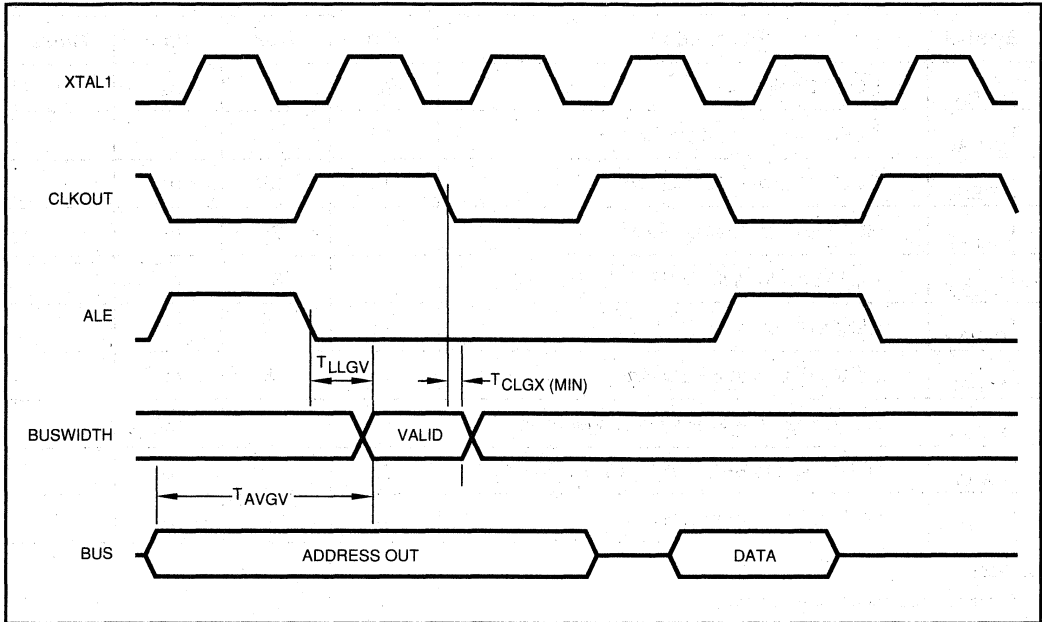 XTAL1
CLKOUT
ALE
TLLGV
TCLGX (MIN)
BUSWIDTH
VALID
TAVGV
BUS
ADDRESS OUT
DATA